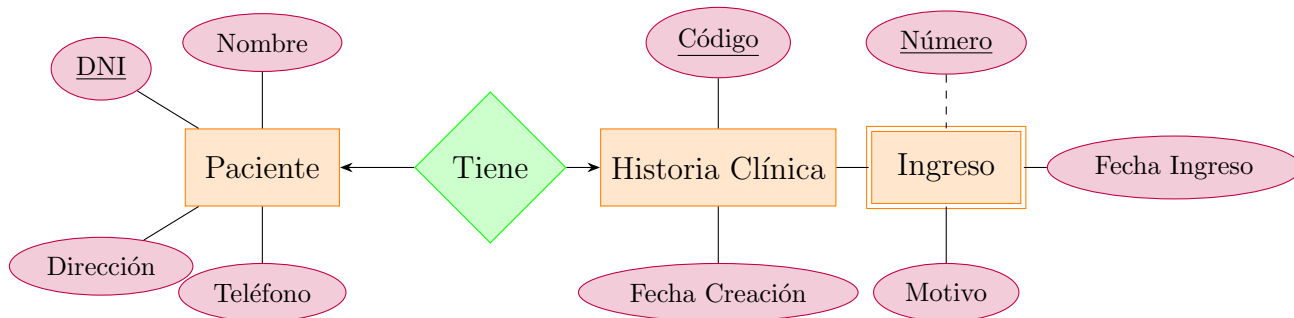 Nombre
DNI
Código
Número
Paciente
Tiene
Historia Clínica
Ingreso
Fecha Ingreso
Dirección
Teléfono
Fecha Creación
Motivo